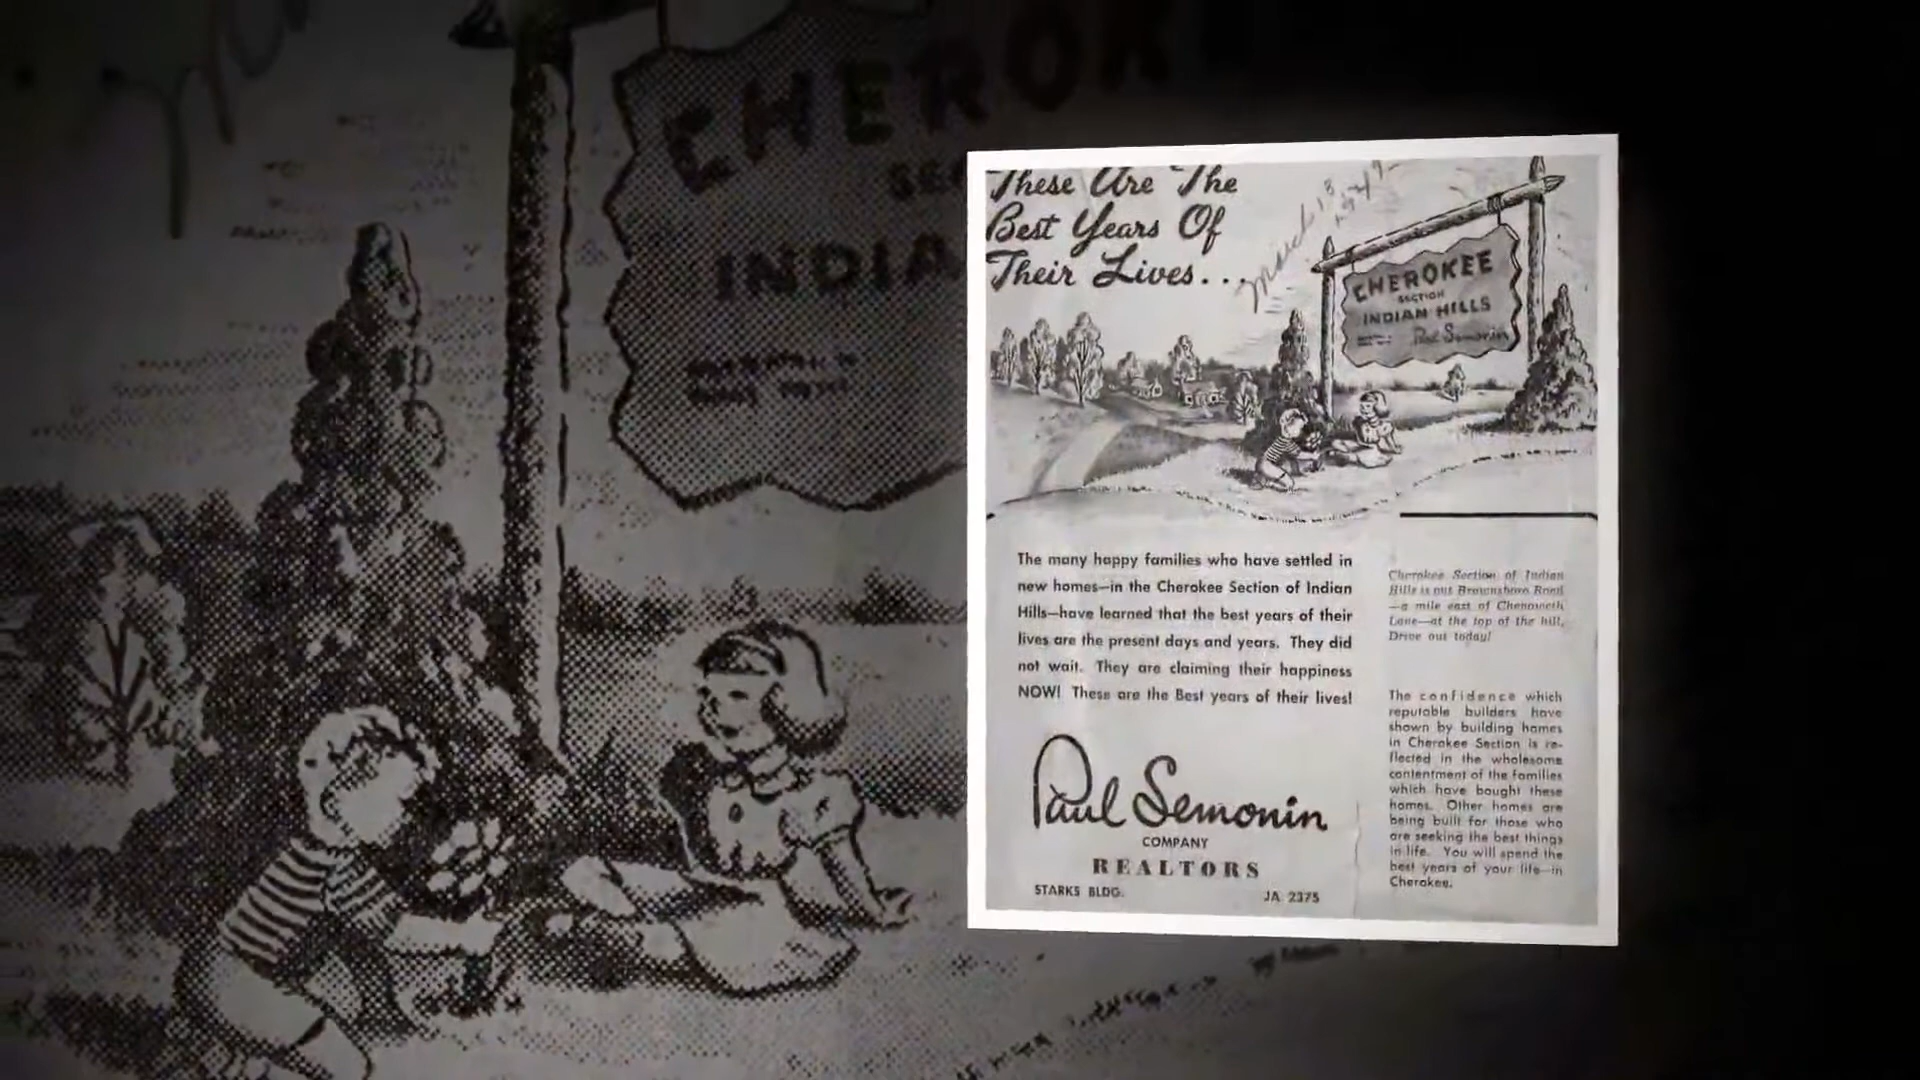 CHEROK
SEC
INDIA
These Are The
Best Years Of
Their Lives...
March 13
CHEROKEE
SECTION
INDIAN HILLS
Paul Semonin
The many happy families who have settled in
new homes—in the Cherokee Section of Indian
Hills—have learned that the best years of their
lives are the present days and years. They did
not wait. They are claiming their happiness
NOW! These are the Best years of their lives!
Paul Semonin
COMPANY
REALTORS
STARKS BLDG. JA 2375
Cherokee Section of Indian
Hills is out Brownsboro Road
—a mile east of Chenoweth
Lane—at the top of the hill.
Drive out today!
The confidence which
reputable builders have
shown by building homes
in Cherokee Section is re-
flected in the wholesome
contentment of the families
which have bought these
homes. Other homes are
being built for those who
are seeking the best things
in life. You will spend the
best years of your life—in
Cherokee.